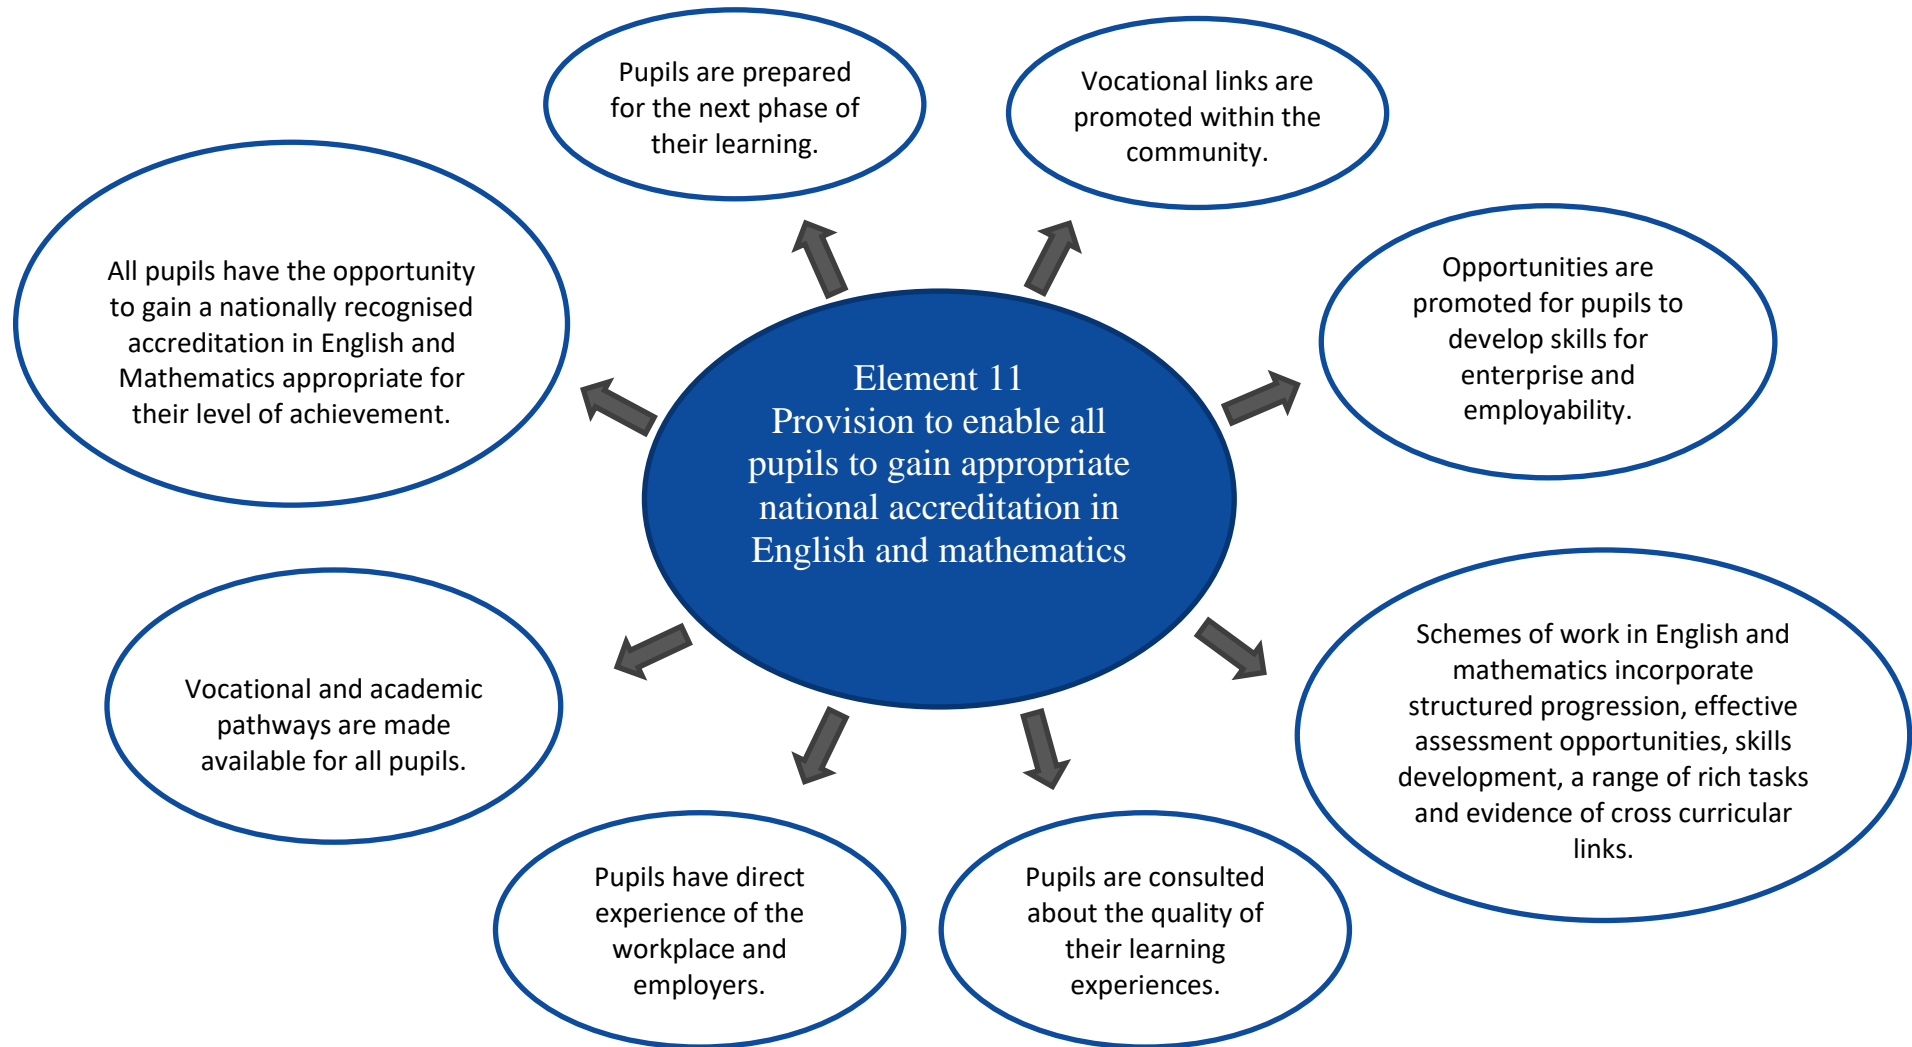 Pupils are prepared
for the next phase of
their learning.
Vocational links are
promoted within the
community.
All pupils have the opportunity
to gain a nationally recognised
accreditation in English and
Mathematics appropriate for
their level of achievement.
Opportunities are
promoted for pupils to
develop skills for
enterprise and
employability.
Element 11
Provision to enable all
pupils to gain appropriate
national accreditation in
English and mathematics
Vocational and academic
pathways are made
available for all pupils.
Schemes of work in English and
mathematics incorporate
structured progression, effective
assessment opportunities, skills
development, a range of rich tasks
and evidence of cross curricular
links.
Pupils have direct
experience of the
workplace and
employers.
Pupils are consulted
about the quality of
their learning
experiences.